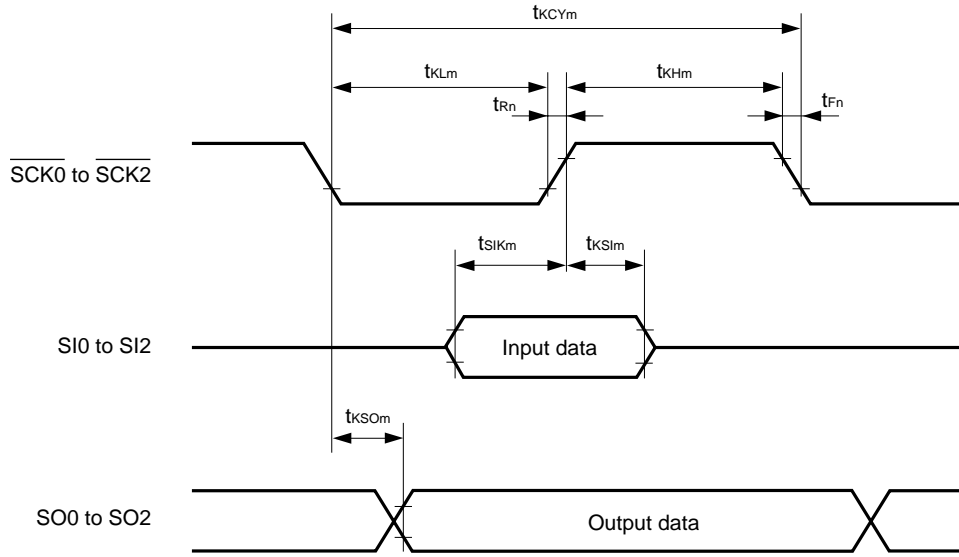 tKCYm
tKLm
tKHm
tRn
tFn
SCK0 to SCK2
tSIKm
tKSIm
SI0 to SI2
Input data
tKSOm
SO0 to SO2
Output data